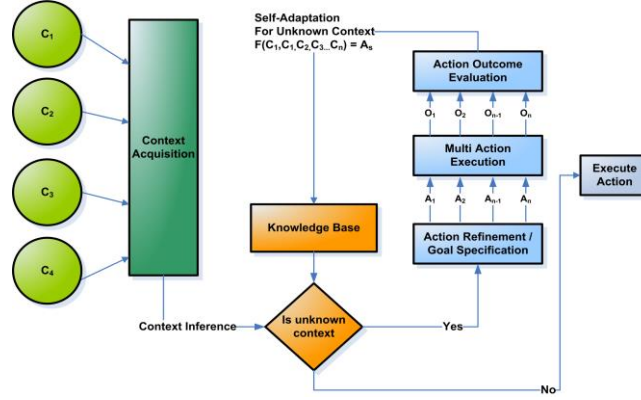 C1
C2
C3
C4
Context
Acquisition
Context Inference
Self-Adaptation
For Unknown Context
F(C1,C1,C2,C3...Cn) = As
Knowledge Base
Is unknown
context
Yes
No
Action Outcome
Evaluation
O1 O2 On-1 On
Multi Action
Execution
A1 A2 An-1 An
Action Refinement /
Goal Specification
Execute
Action